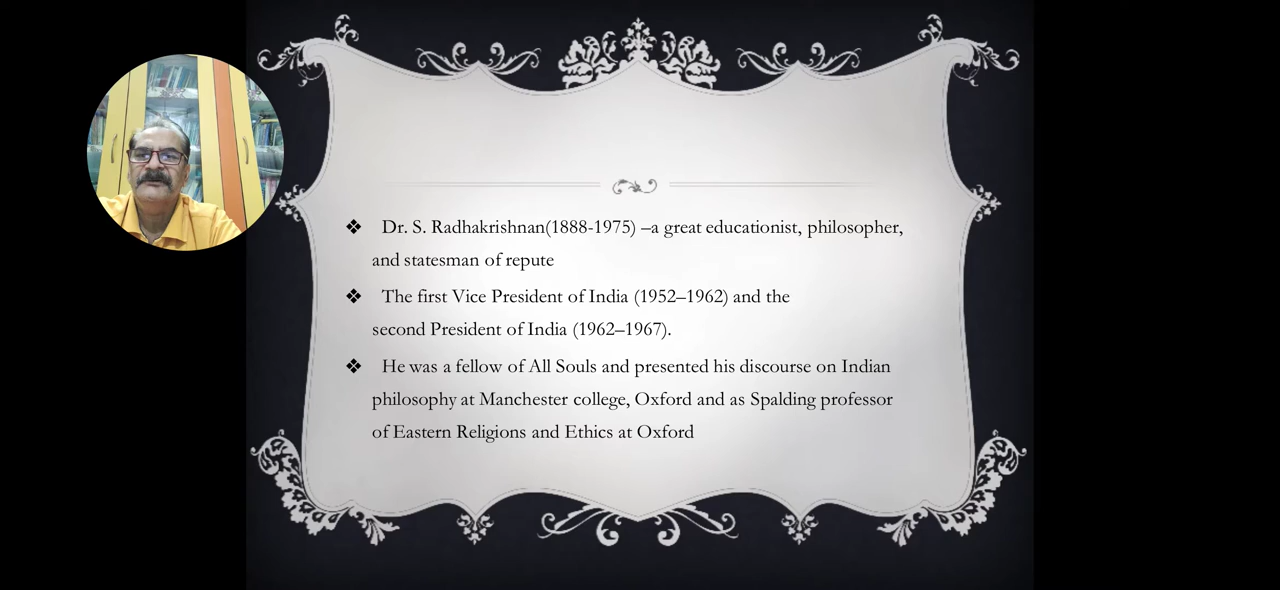 ❖ Dr. S. Radhakrishnan(1888-1975) –a great educationist, philosopher,
and statesman of repute
❖ The first Vice President of India (1952–1962) and the
second President of India (1962–1967).
❖ He was a fellow of All Souls and presented his discourse on Indian
philosophy at Manchester college, Oxford and as Spalding professor
of Eastern Religions and Ethics at Oxford